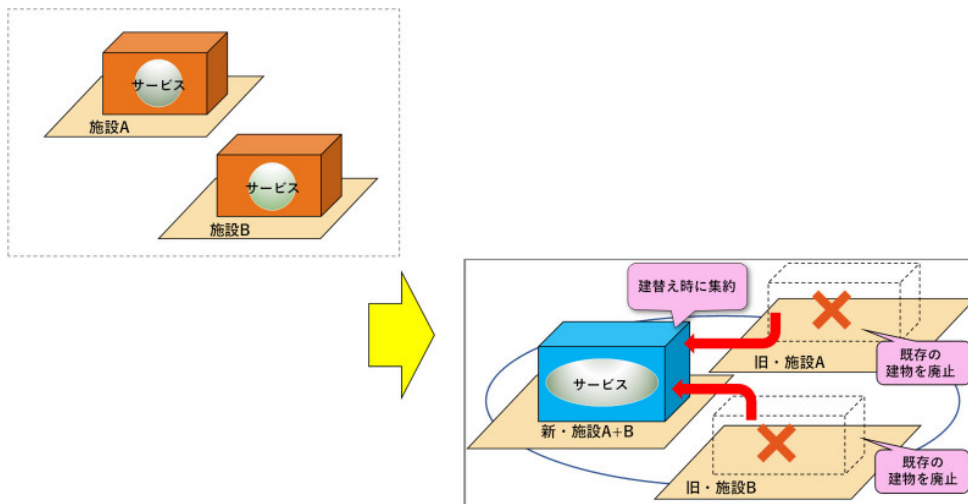 サービス
施設A
サービス
施設B
建替え時に集約
旧・施設A
既存の
建物を廃止
サービス
新・施設A+B
旧・施設B
既存の
建物を廃止